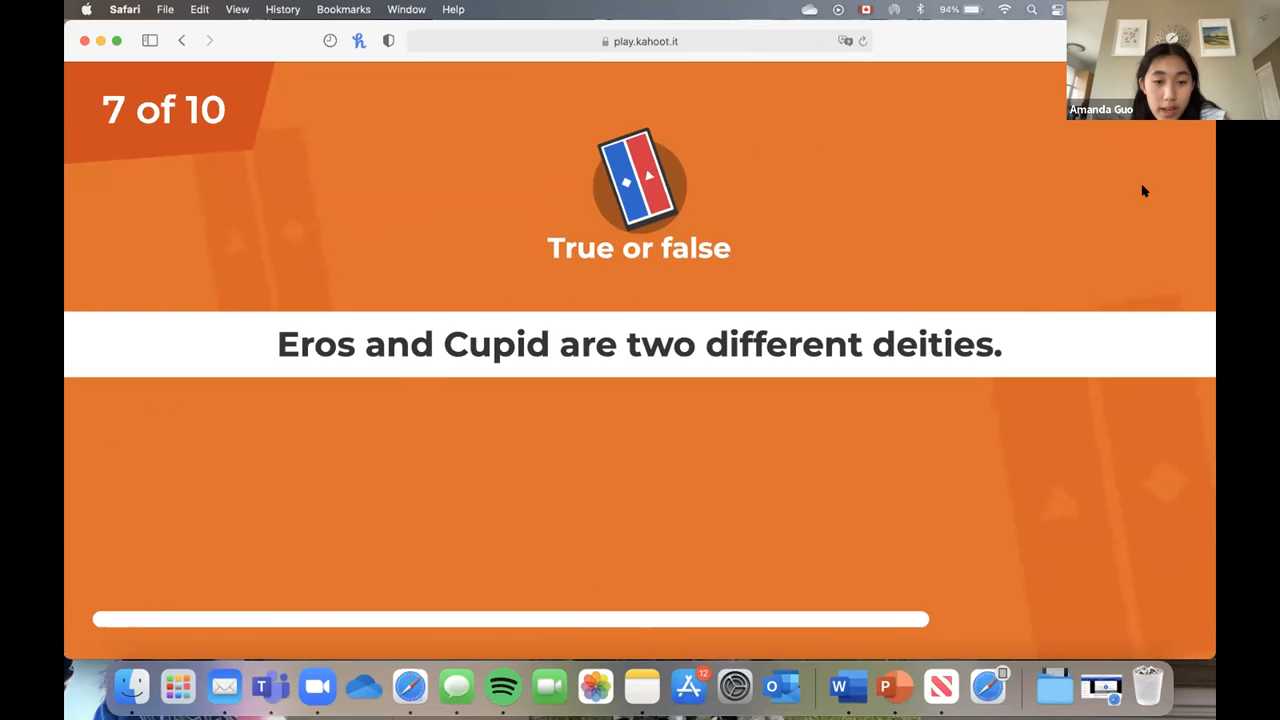 Safari File Edit View History Bookmarks Window Help 94%
play.kahoot.it
Amanda Guo
7 of 10
True or false
Eros and Cupid are two different deities.
12